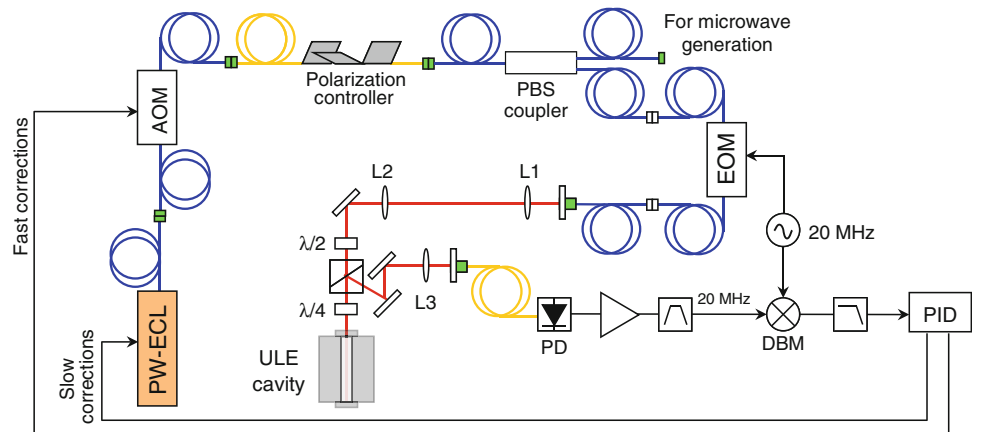 For microwave
generation
Polarization
controller
PBS
coupler
AOM
EOM
Fast corrections
L2
L1
λ/2
20 MHz
L3
λ/4
20 MHz
PD
DBM
PID
PW-ECL
Slow
corrections
ULE
cavity